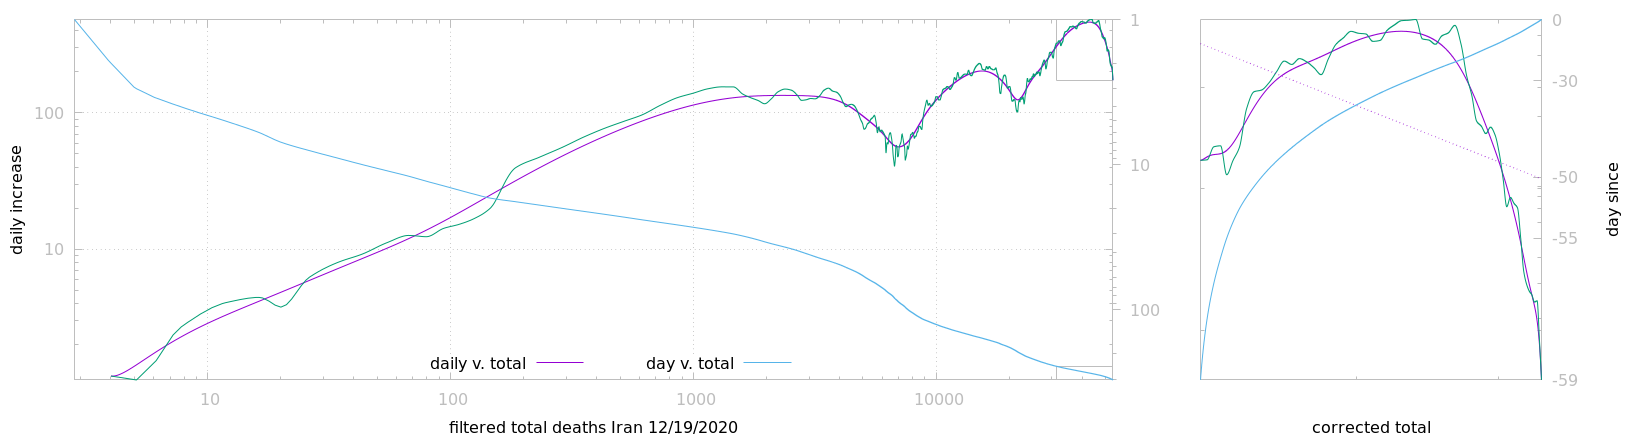 daily increase
100
10
daily v. total
day v. total
10
100
1000
10000
filtered total deaths Iran 12/19/2020
1
10
100
0
-30
-50
-55
-59
day since
corrected total